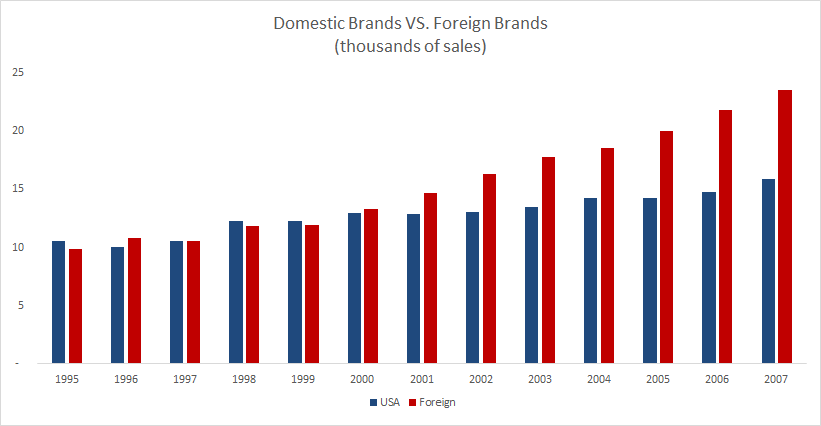 Domestic Brands VS. Foreign Brands
(thousands of sales)
25
20
15
10
5
-
1995 1996 1997 1998 1999 2000 2001 2002 2003 2004 2005 2006 2007
USA Foreign